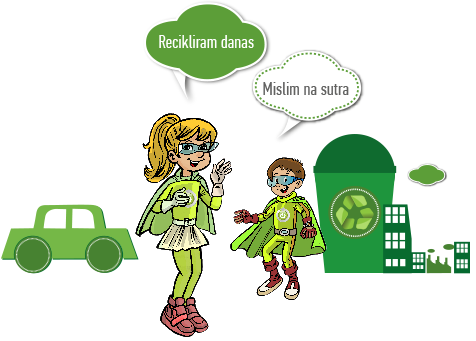 Recikliram danas
Mislim na sutra